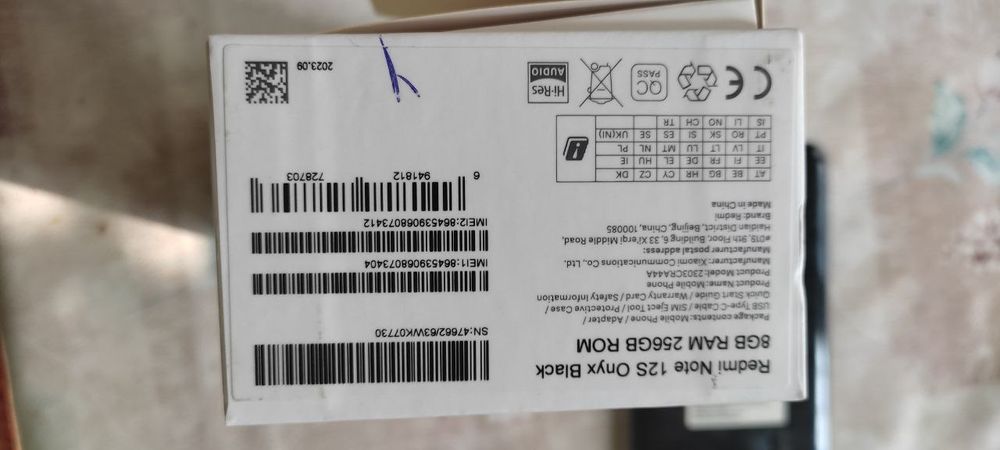 Redmi Note 12S Onyx Black
8GB RAM 256GB ROM
Package contents: Mobile Phone / Adapter /
USB Type-C Cable / SIM Eject Tool / Protective Case /
Quick Start Guide / Warranty Card / Safety Information
Product Name: Mobile Phone
Product Model: 2303CRA44A
Manufacturer: Xiaomi Communications Co., Ltd.
Manufacturer postal address:
#019, 9th Floor, Building 6, 33 Xi'erqi Middle Road,
Haidian District, Beijing, China, 100085
Brand: Redmi
Made in China
AT BE BG HR CY CZ DK
EE FI FR DE EL HU IE
IT LV LT LU MT NL PL
PT RO SK SI ES SE UK(NI)
IS LI NO CH TR
CE
QC
PASS
Hi-Res
AUDIO
SN:47662/63WK07730
IMEI1:864539068073404
IMEI2:864539068073412
6 941812 728703
2023.09